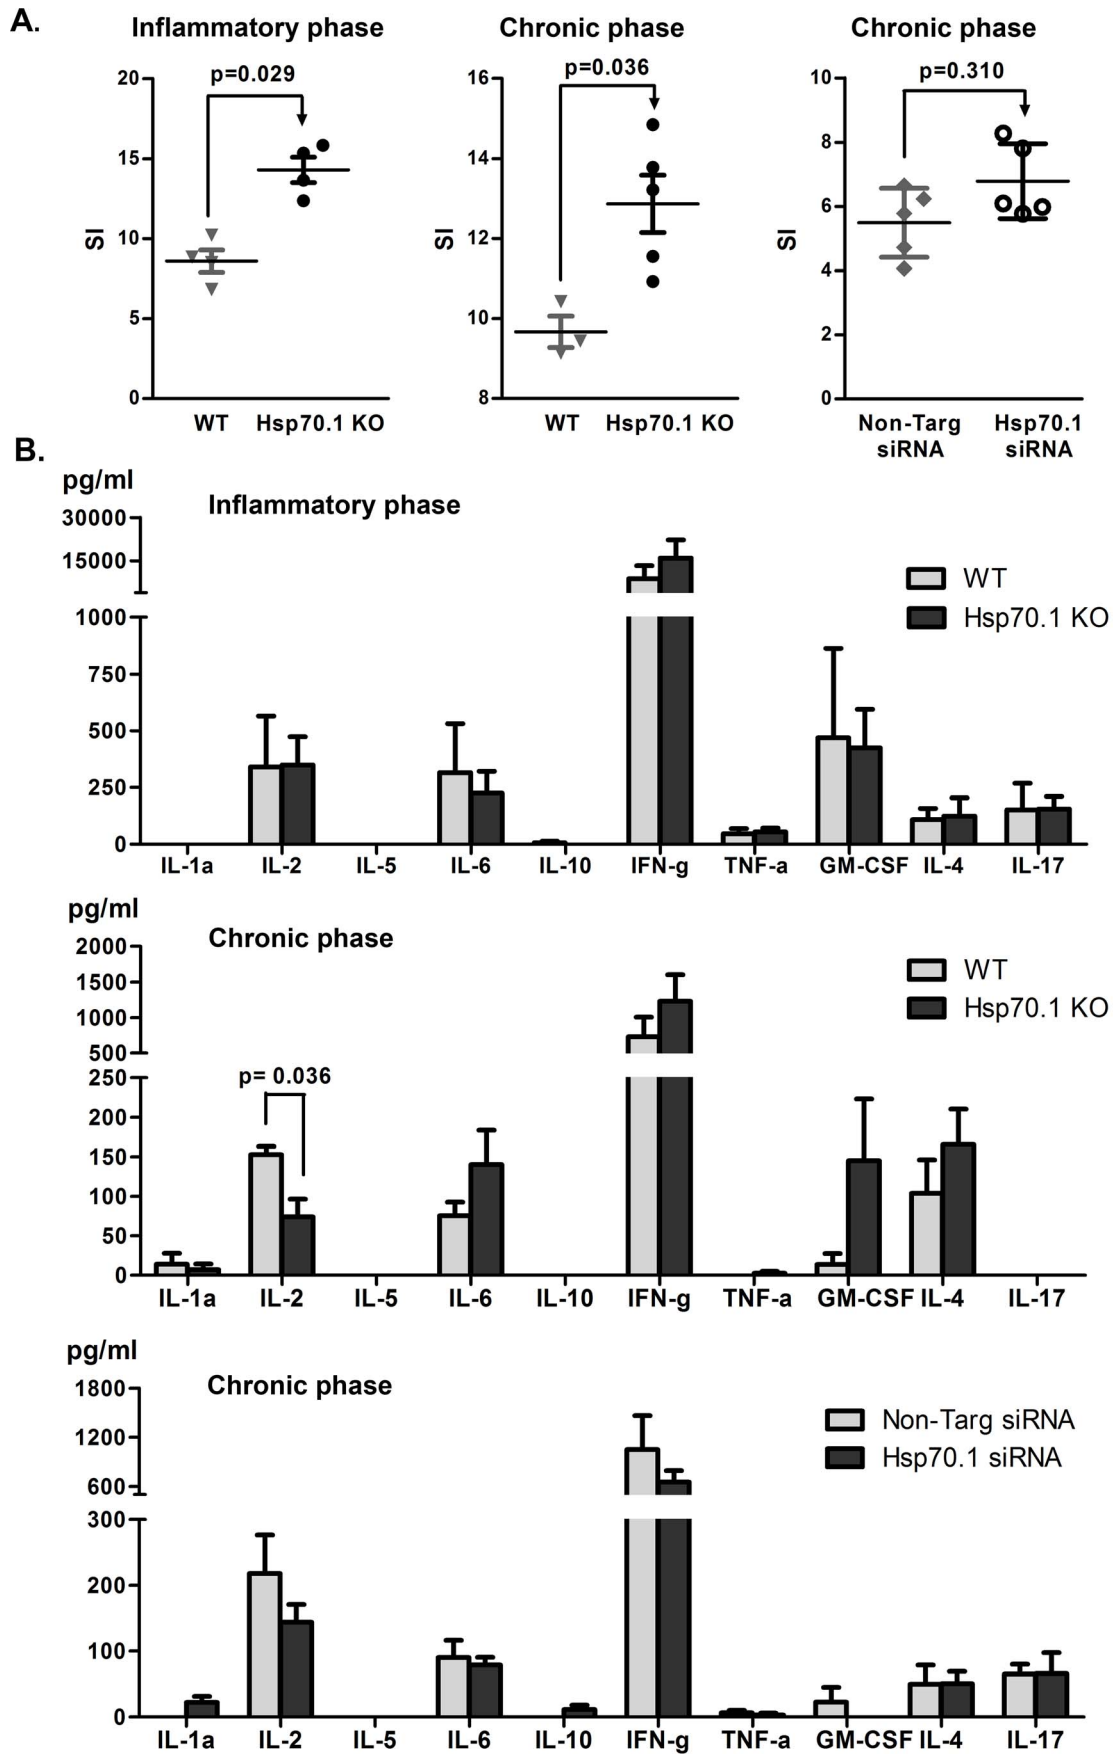 A.
Inflammatory phase
Chronic phase
Chronic phase
p=0.029
p=0.036
p=0.310
20
15
10
5
0
SI
WT
Hsp70.1 KO
16
14
12
10
8
SI
WT
Hsp70.1 KO
10
8
6
4
2
0
SI
Non-Targ
siRNA
Hsp70.1
siRNA
B.
pg/ml
Inflammatory phase
30000
15000
1000
750
500
250
0
WT
Hsp70.1 KO
IL-1a IL-2 IL-5 IL-6 IL-10 IFN-g TNF-a GM-CSF IL-4 IL-17
pg/ml
Chronic phase
2000
1500
1000
500
250
200
150
100
50
0
p= 0.036
WT
Hsp70.1 KO
IL-1a IL-2 IL-5 IL-6 IL-10 IFN-g TNF-a GM-CSF IL-4 IL-17
pg/ml
Chronic phase
1800
1200
600
300
200
100
0
Non-Targ siRNA
Hsp70.1 siRNA
IL-1a IL-2 IL-5 IL-6 IL-10 IFN-g TNF-a GM-CSF IL-4 IL-17